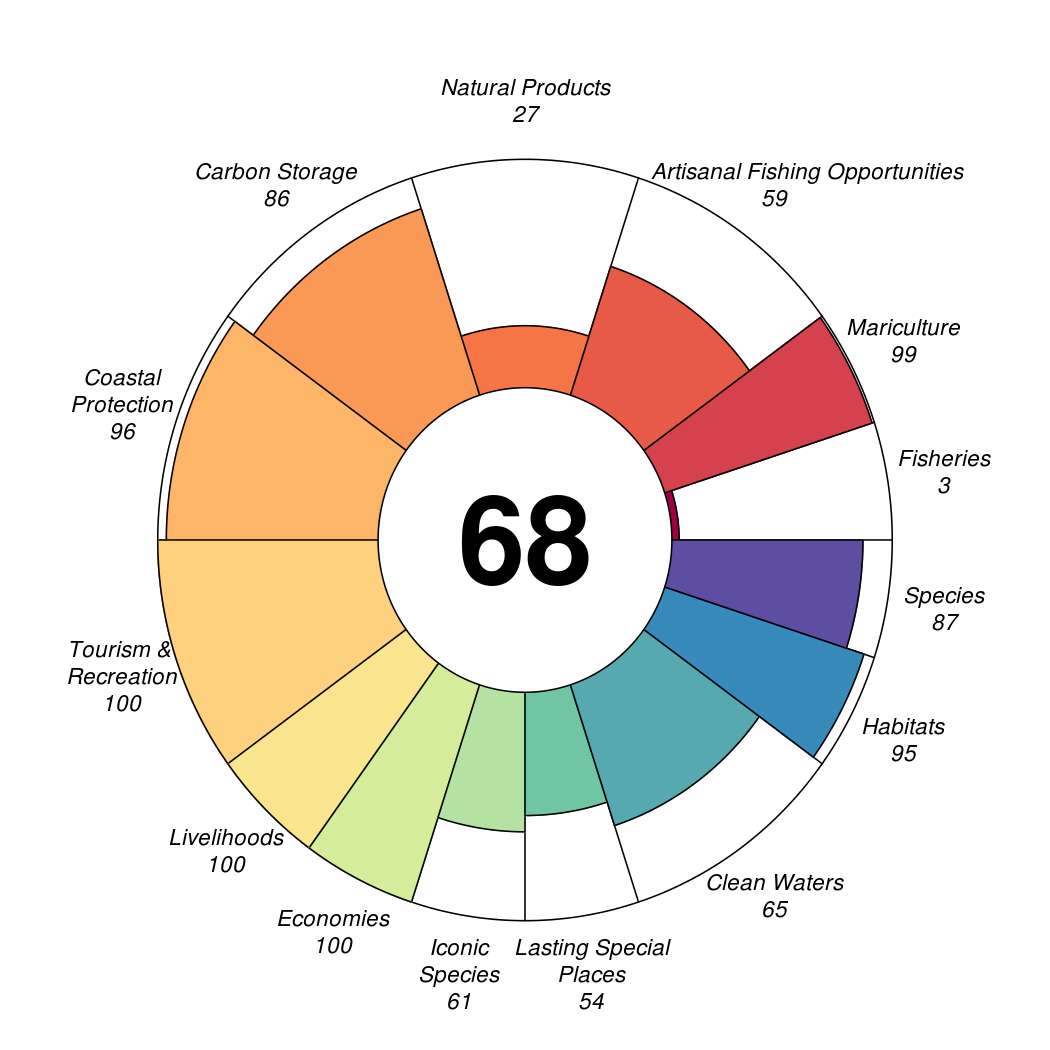 Natural Products
27
Carbon Storage
86
Artisanal Fishing Opportunities
59
Mariculture
99
Coastal
Protection
96
Fisheries
3
68
Species
87
Tourism &
Recreation
100
Habitats
95
Livelihoods
100
Clean Waters
65
Economies
100
Iconic
Species
61
Lasting Special
Places
54